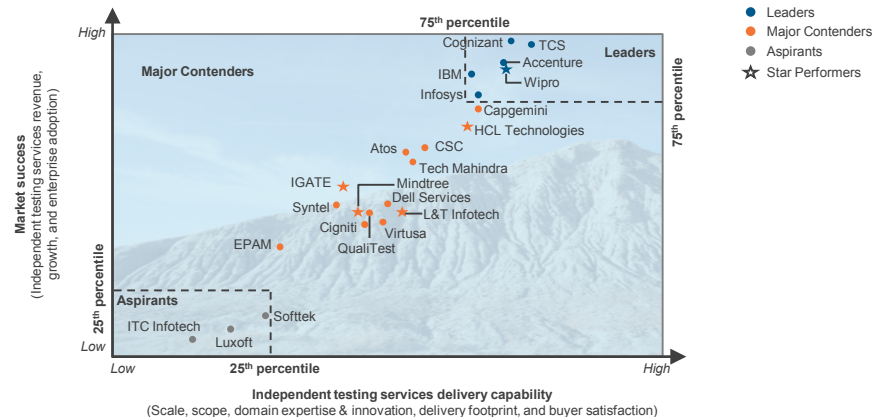 75th percentile
High
Leaders
Major Contenders
Aspirants
Star Performers
Cognizant
TCS
Leaders
Major Contenders
Accenture
IBM
Wipro
Infosys
Capgemini
75th percentile
HCL Technologies
Atos
CSC
Tech Mahindra
IGATE
Mindtree
Dell Services
Syntel
L&T Infotech
Cigniti
Virtusa
QualiTest
EPAM
Market success
(Independent testing services revenue,
growth, and enterprise adoption)
25th percentile
Aspirants
Softtek
ITC Infotech
Luxoft
Low
Low
25th percentile
High
Independent testing services delivery capability
(Scale, scope, domain expertise & innovation, delivery footprint, and buyer satisfaction)